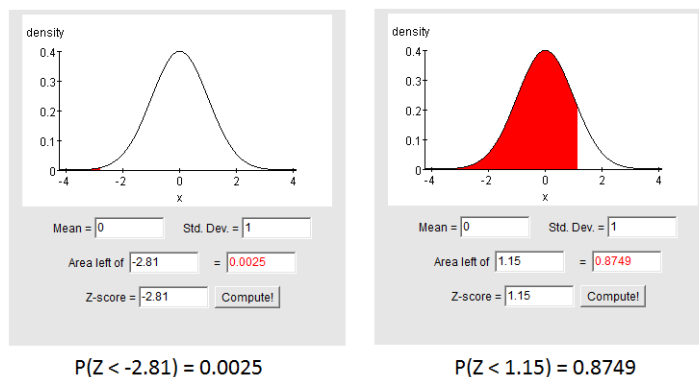 density
0.4
0.3
0.2
0.1
0
-4 -2 0 2 4
x
Mean = 0 Std. Dev. = 1
Area left of -2.81 = 0.0025
Z-score = -2.81 Compute!
P(Z < -2.81) = 0.0025
density
0.4
0.3
0.2
0.1
0
-4 -2 0 2 4
x
Mean = 0 Std. Dev. = 1
Area left of 1.15 = 0.8749
Z-score = 1.15 Compute!
P(Z < 1.15) = 0.8749